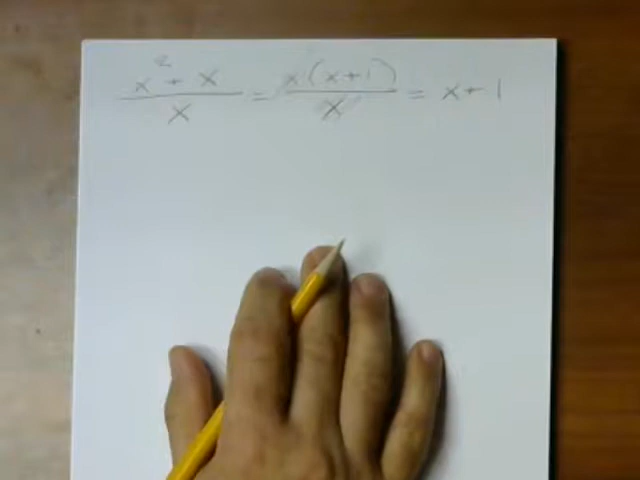 x² + x / x = x(x+1) / x = x + 1